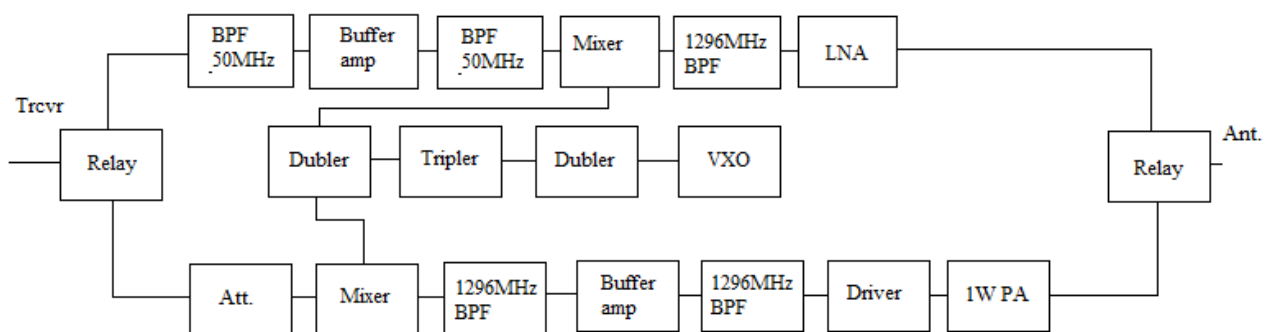 BPF
50MHz
Buffer
amp
BPF
50MHz
Mixer
1296MHz
BPF
LNA
Trcvr
Relay
Dubler
Tripler
Dubler
VXO
Ant.
Relay
Att.
Mixer
1296MHz
BPF
Buffer
amp
1296MHz
BPF
Driver
1W PA